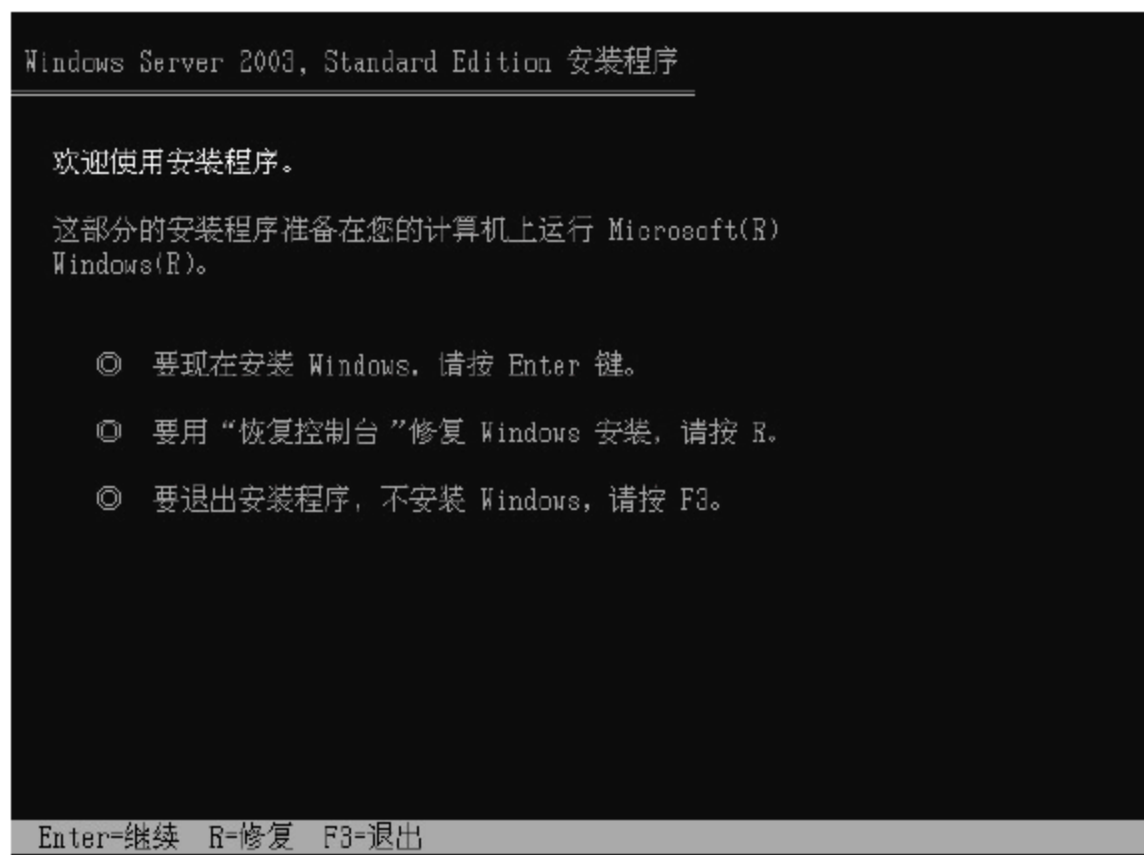 Windows Server 2003, Standard Edition 安装程序
欢迎使用安装程序。
这部分的安装程序准备在您的计算机上运行 Microsoft(R)
Windows(R)。
◎ 要现在安装 Windows，请按 Enter 键。
◎ 要用“恢复控制台”修复 Windows 安装，请按 R。
◎ 要退出安装程序，不安装 Windows，请按 F3。
Enter=继续 R=修复 F3=退出